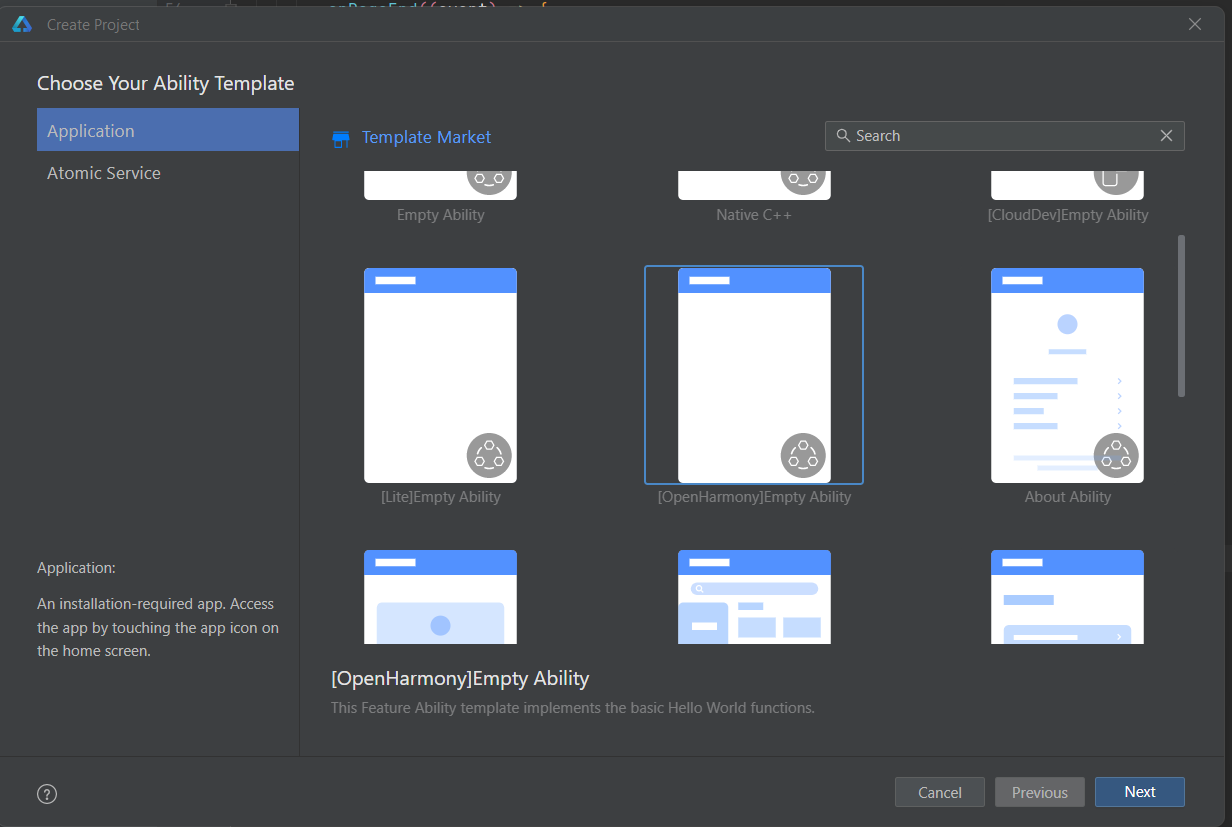 Create Project
Choose Your Ability Template
Application
Atomic Service
Template Market
Search
Empty Ability
Native C++
[CloudDev]Empty Ability
[Lite]Empty Ability
[OpenHarmony]Empty Ability
About Ability
Application:
An installation-required app. Access
the app by touching the app icon on
the home screen.
[OpenHarmony]Empty Ability
This Feature Ability template implements the basic Hello World functions.
?
Cancel
Previous
Next